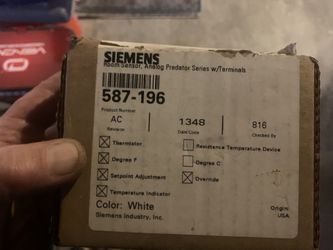 SIEMENS
Room Sensor, Analog Predator Series w/Terminals
587-196
Product Number
AC 1348 816
Revision Date Code Checked By
Thermistor Resistance Temperature Device
Degree F Degree C
Setpoint Adjustment Override
Temperature Indicator
Color: White
Siemens Industry, Inc.
Origin:
USA